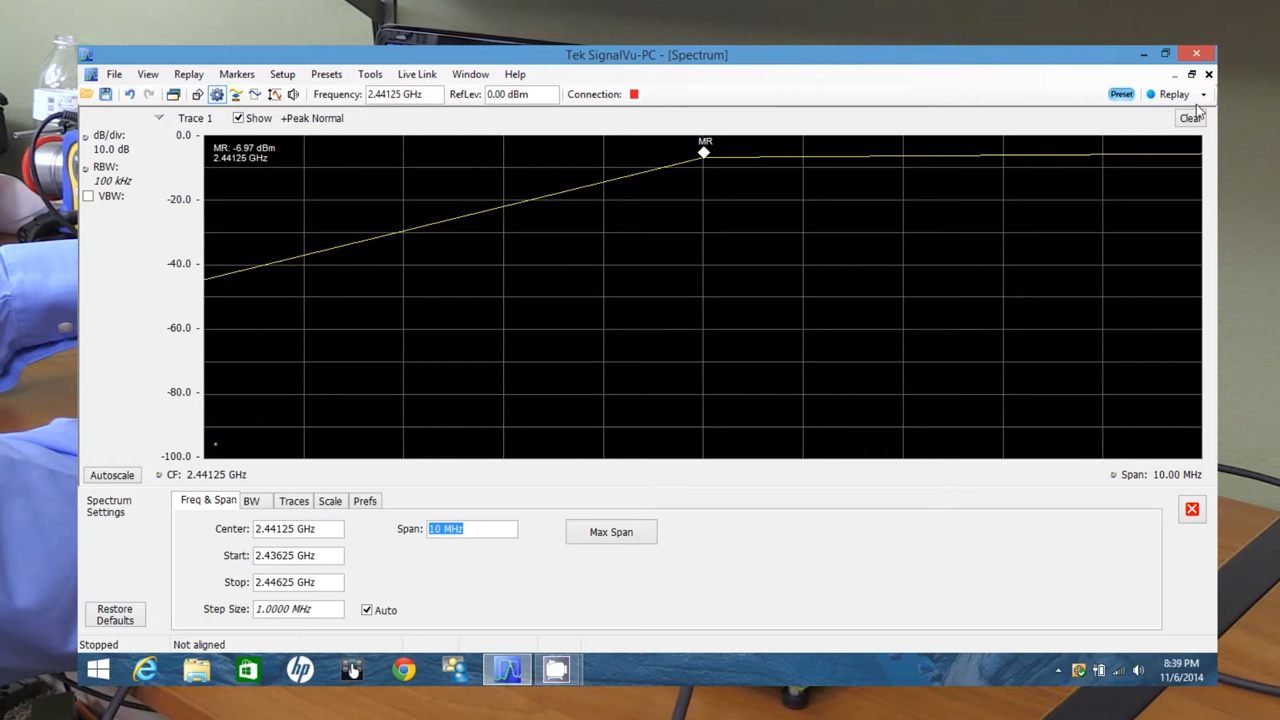 Tek SignalVu-PC - [Spectrum]
File View Replay Markers Setup Presets Tools Live Link Window Help
Frequency: 2.44125 GHz RefLev: 0.00 dBm Connection: Preset Replay
Trace 1 Show +Peak Normal Clear
dB/div:
10.0 dB
RBW:
100 kHz
VBW:
0.0 -
-20.0 -
-40.0 -
-60.0 -
-80.0 -
-100.0 -
MR: -6.97 dBm
2.44125 GHz
MR
Autoscale CF: 2.44125 GHz Span: 10.00 MHz
Spectrum
Settings
Freq & Span BW Traces Scale Prefs
Center: 2.44125 GHz Span: 10 MHz Max Span
Start: 2.43625 GHz
Stop: 2.44625 GHz
Step Size: 1.0000 MHz Auto
Restore
Defaults
Stopped Not aligned
8:39 PM
11/6/2014